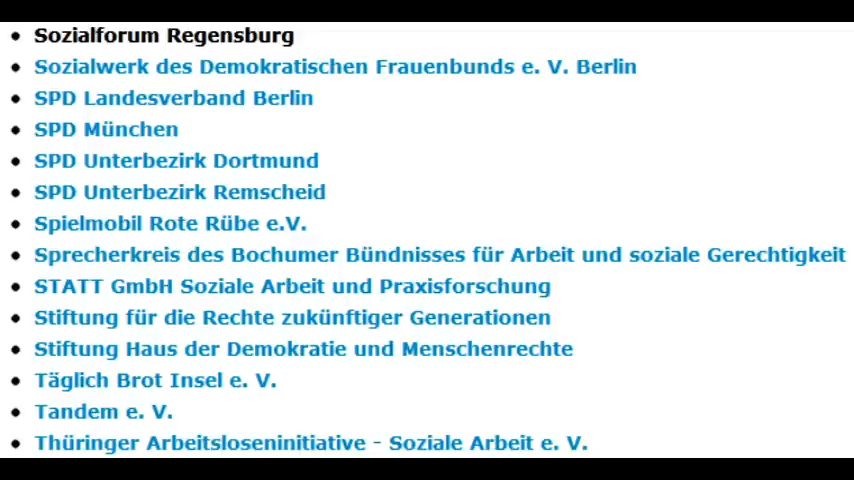 • Sozialforum Regensburg
• Sozialwerk des Demokratischen Frauenbunds e. V. Berlin
• SPD Landesverband Berlin
• SPD München
• SPD Unterbezirk Dortmund
• SPD Unterbezirk Remscheid
• Spielmobil Rote Rübe e.V.
• Sprecherkreis des Bochumer Bündnisses für Arbeit und soziale Gerechtigkeit
• STATT GmbH Soziale Arbeit und Praxisforschung
• Stiftung für die Rechte zukünftiger Generationen
• Stiftung Haus der Demokratie und Menschenrechte
• Täglich Brot Insel e. V.
• Tandem e. V.
• Thüringer Arbeitsloseninitiative - Soziale Arbeit e. V.